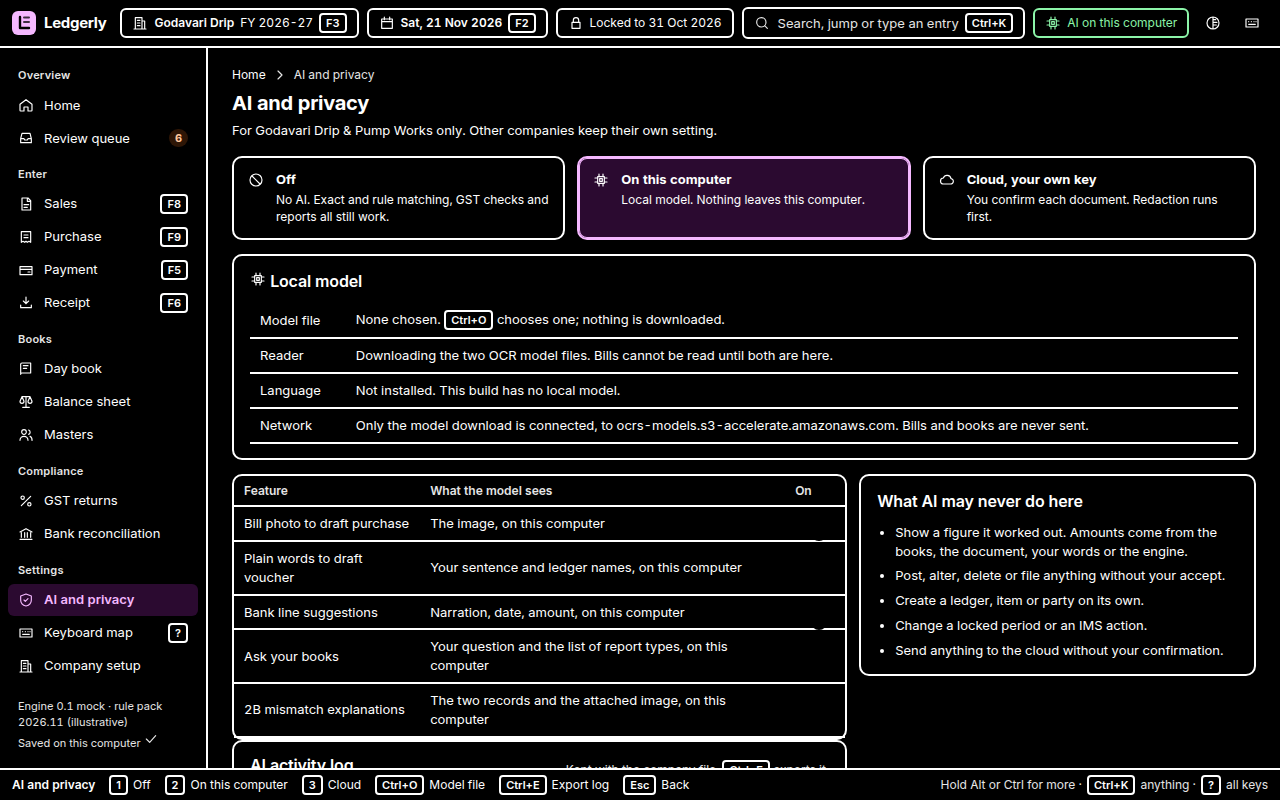 Ledgerly
Godavari Drip FY 2026-27 F3
Sat, 21 Nov 2026 F2
Locked to 31 Oct 2026
Search, jump or type an entry Ctrl+K
AI on this computer
Overview
Home
Review queue 6
Enter
Sales F8
Purchase F9
Payment F5
Receipt F6
Books
Day book
Balance sheet
Masters
Compliance
GST returns
Bank reconciliation
Settings
AI and privacy
Keyboard map ?
Company setup
Engine 0.1 mock · rule pack
2026.11 (illustrative)
Saved on this computer
Home > AI and privacy
AI and privacy
For Godavari Drip & Pump Works only. Other companies keep their own setting.
Off
No AI. Exact and rule matching, GST checks and
reports all still work.
On this computer
Local model. Nothing leaves this computer.
Cloud, your own key
You confirm each document. Redaction runs
first.
Local model
Model file None chosen. Ctrl+O chooses one; nothing is downloaded.
Reader Downloading the two OCR model files. Bills cannot be read until both are here.
Language Not installed. This build has no local model.
Network Only the model download is connected, to ocrs-models.s3-accelerate.amazonaws.com. Bills and books are never sent.
Feature What the model sees On
Bill photo to draft purchase The image, on this computer
Plain words to draft
voucher
Your sentence and ledger names, on this computer
Bank line suggestions Narration, date, amount, on this computer
Ask your books
Your question and the list of report types, on this
computer
2B mismatch explanations
The two records and the attached image, on this
computer
What AI may never do here
• Show a figure it worked out. Amounts come from the
books, the document, your words or the engine.
• Post, alter, delete or file anything without your accept.
• Create a ledger, item or party on its own.
• Change a locked period or an IMS action.
• Send anything to the cloud without your confirmation.
AI activity log Kept with the company file. Ctrl+E exports it.
AI and privacy 1 Off 2 On this computer 3 Cloud Ctrl+O Model file Ctrl+E Export log Esc Back
Hold Alt or Ctrl for more · Ctrl+K anything · ? all keys